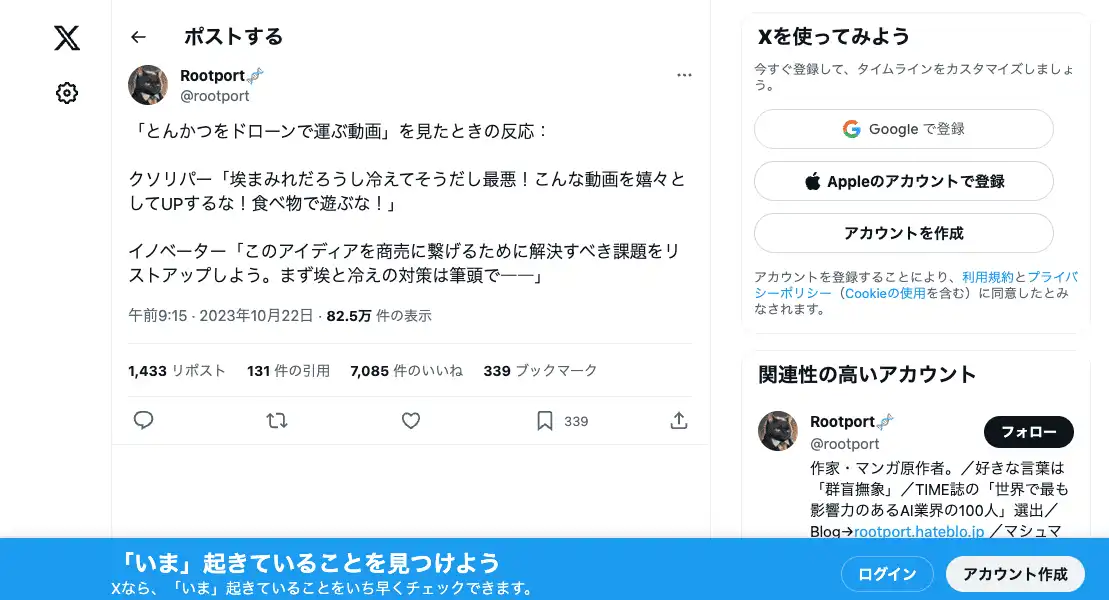 ポストする
Rootport🧬
@rootport
「とんかつをドローンで運ぶ動画」を見たときの反応：
クソリパー「埃まみれだろうし冷えてそうだし最悪！こんな動画を嬉々と
してUPするな！食べ物で遊ぶな！」
イノベーター「このアイディアを商売に繋げるために解決すべき課題をリ
ストアップしよう。まず埃と冷えの対策は筆頭で――」
午前9:15 · 2023年10月22日 · 82.5万 件の表示
1,433 リポスト 131 件の引用 7,085 件のいいね 339 ブックマーク
339
Xを使ってみよう
今すぐ登録して、タイムラインをカスタマイズしましょ
う。
Google で登録
Appleのアカウントで登録
アカウントを作成
アカウントを登録することにより、利用規約とプライバ
シーポリシー（Cookieの使用を含む）に同意したとみ
なされます。
関連性の高いアカウント
Rootport🧬
@rootport
フォロー
作家・マンガ原作者。／好きな言葉は
「群盲撫象」／TIME誌の「世界で最も
影響力のあるAI業界の100人」選出／
Blog→rootport.hateblo.jp ／マシュマ
「いま」起きていることを見つけよう
Xなら、「いま」起きていることをいち早くチェックできます。
ログイン
アカウント作成